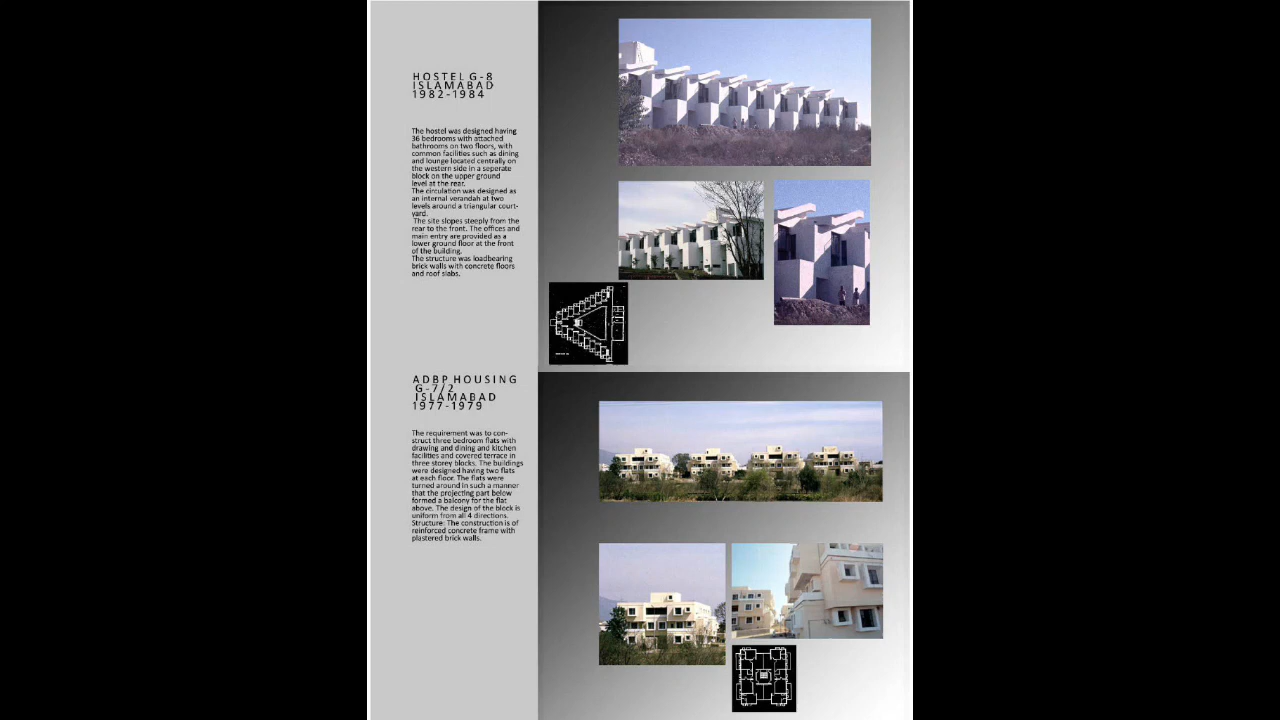 HOSTEL G-8
ISLAMABAD
1982-1984
The hostel was designed having
36 bedrooms with attached
bathrooms on two floors, with
common facilities such as dining
and lounge located centrally on
the western side in a seperate
block on the upper ground
level at the rear.
The circulation was designed as
an internal verandah at two
levels around a triangular court-
yard.
The site slopes steeply from the
rear to the front. The offices and
main entry are provided as a
lower ground floor at the front
of the building.
The structure was loadbearing
brick walls with concrete floors
and roof slabs.
ADBP HOUSING
G-7/2
ISLAMABAD
1977-1979
The requirement was to con-
struct three bedroom flats with
drawing and dining and kitchen
facilities and covered terrace in
three storey blocks. The buildings
were designed having two flats
at each floor. The flats were
turned around in such a manner
that the projecting part below
formed a balcony for the flat
above. The design of the block is
uniform from all 4 directions.
Structure: The construction is of
reinforced concrete frame with
plastered brick walls.